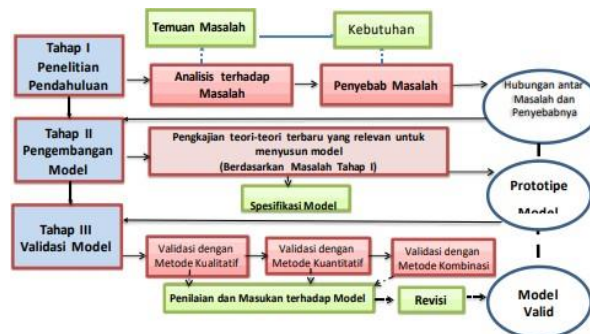 Temuan Masalah
Kebutuhan
Tahap I
Penelitian
Pendahuluan
Analisis terhadap
Masalah
Penyebab Masalah
Hubungan antar
Masalah dan
Penyebabnya
Tahap II
Pengembangan
Model
Pengkajian teori-teori terbaru yang relevan untuk
menyusun model
(Berdasarkan Masalah Tahap I)
Spesifikasi Model
Prototipe
Model
Tahap III
Validasi Model
Validasi dengan
Metode Kualitatif
Validasi dengan
Metode Kuantitatif
Validasi dengan
Metode Kombinasi
Penilaian dan Masukan terhadap Model
Revisi
Model
Valid